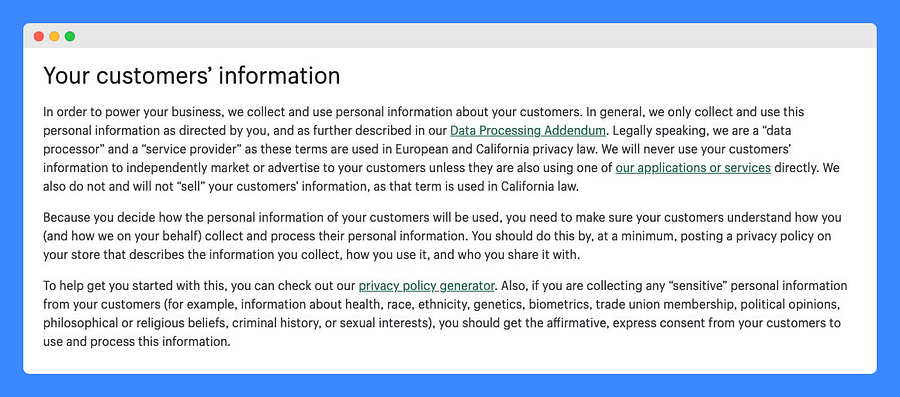 Your customers’ information
In order to power your business, we collect and use personal information about your customers. In general, we only collect and use this
personal information as directed by you, and as further described in our Data Processing Addendum. Legally speaking, we are a “data
processor” and a “service provider” as these terms are used in European and California privacy law. We will never use your customers’
information to independently market or advertise to your customers unless they are also using one of our applications or services directly. We
also do not and will not “sell” your customers’ information, as that term is used in California law.
Because you decide how the personal information of your customers will be used, you need to make sure your customers understand how you
(and how we on your behalf) collect and process their personal information. You should do this by, at a minimum, posting a privacy policy on
your store that describes the information you collect, how you use it, and who you share it with.
To help get you started with this, you can check out our privacy policy generator. Also, if you are collecting any “sensitive” personal information
from your customers (for example, information about health, race, ethnicity, genetics, biometrics, trade union membership, political opinions,
philosophical or religious beliefs, criminal history, or sexual interests), you should get the affirmative, express consent from your customers to
use and process this information.